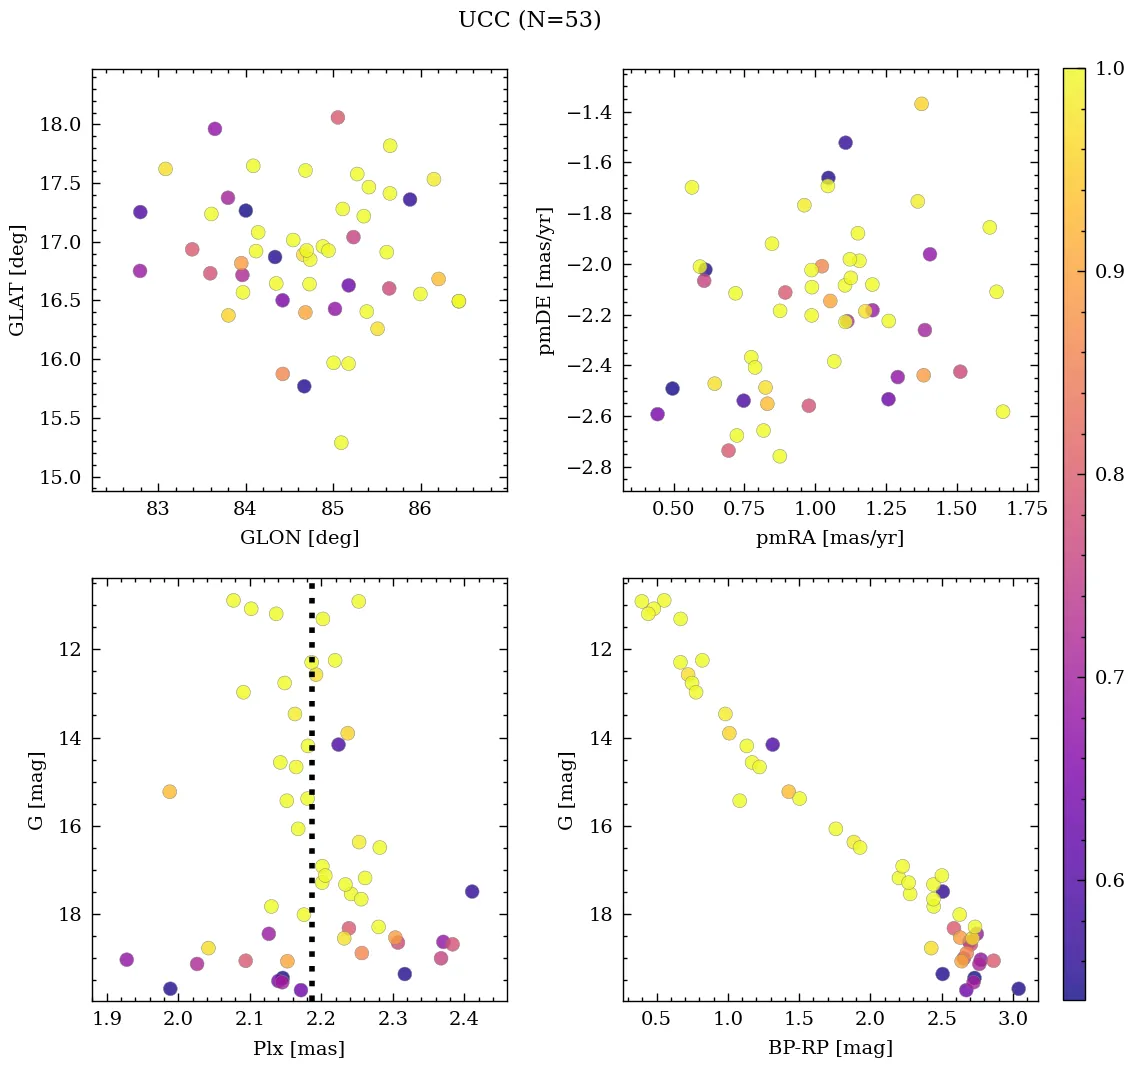 UCC (N=53)
18.0
17.5
17.0
16.5
16.0
15.5
15.0
GLAT [deg]
83 84 85 86
GLON [deg]
−1.4
−1.6
−1.8
−2.0
−2.2
−2.4
−2.6
−2.8
pmDE [mas/yr]
0.50 0.75 1.00 1.25 1.50 1.75
pmRA [mas/yr]
12
14
16
18
G [mag]
1.9 2.0 2.1 2.2 2.3 2.4
Plx [mas]
12
14
16
18
G [mag]
0.5 1.0 1.5 2.0 2.5 3.0
BP-RP [mag]
1.0
0.9
0.8
0.7
0.6